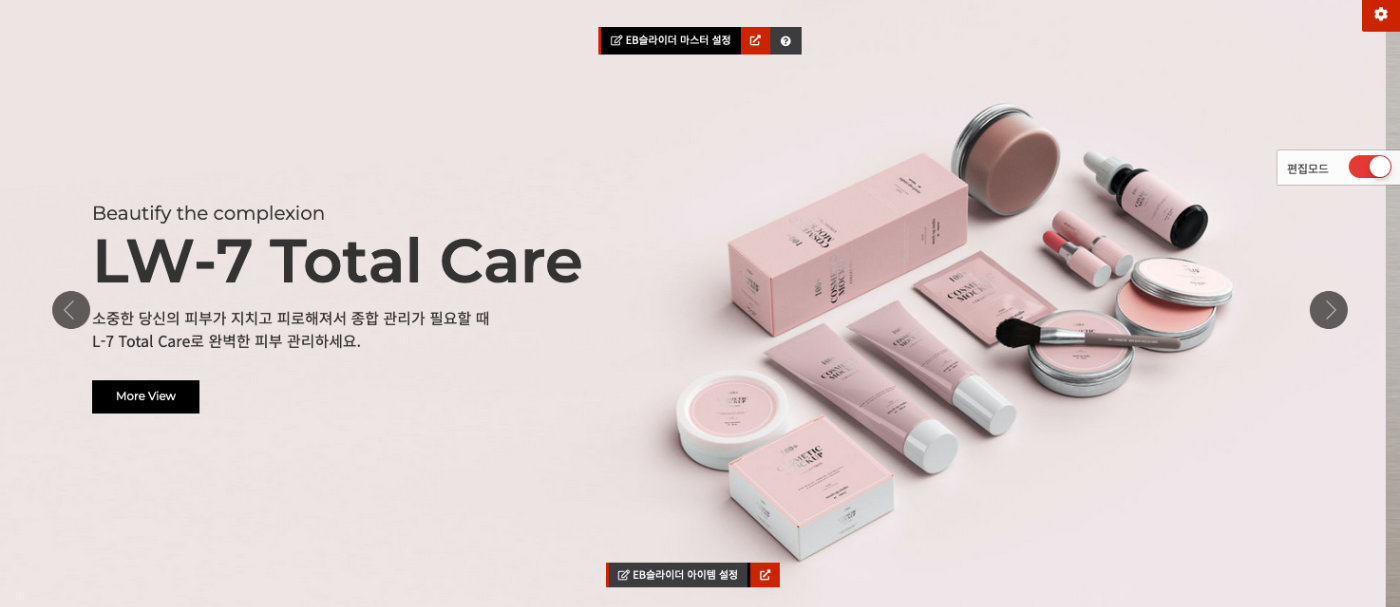 EB슬라이더 마스터 설정
편집모드
Beautify the complexion
LW-7 Total Care
소중한 당신의 피부가 지치고 피로해져서 종합 관리가 필요할 때
L-7 Total Care로 완벽한 피부 관리하세요.
More View
COSMETIC
MOCKUP
EB슬라이더 아이템 설정